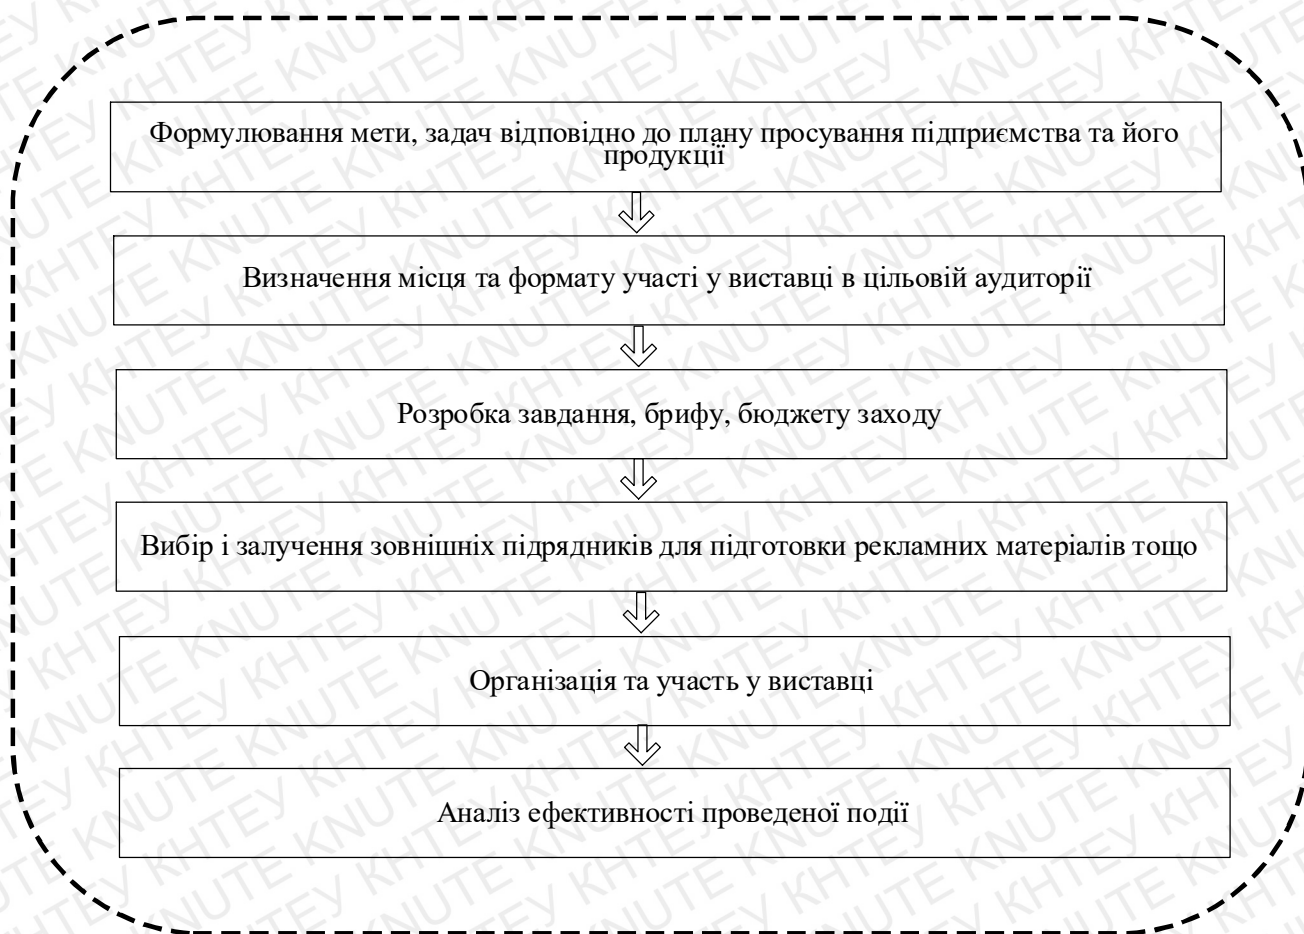 Формулювання мети, задач відповідно до плану просування підприємства та його
продукції
Визначення місця та формату участі у виставці в цільовій аудиторії
Розробка завдання, брифу, бюджету заходу
Вибір і залучення зовнішніх підрядників для підготовки рекламних матеріалів тощо
Організація та участь у виставці
Аналіз ефективності проведеної події